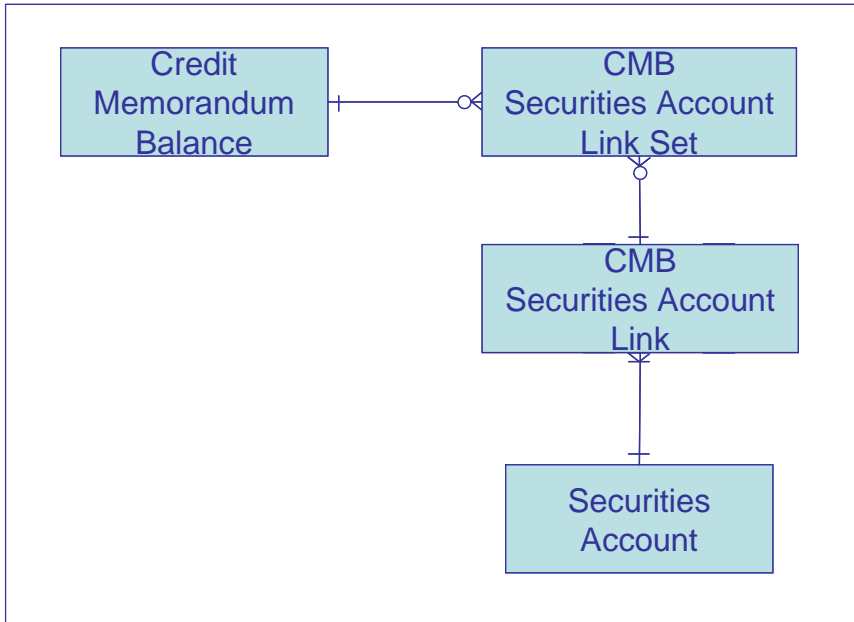 Credit
Memorandum
Balance
CMB
Securities Account
Link Set
CMB
Securities Account
Link
Securities
Account